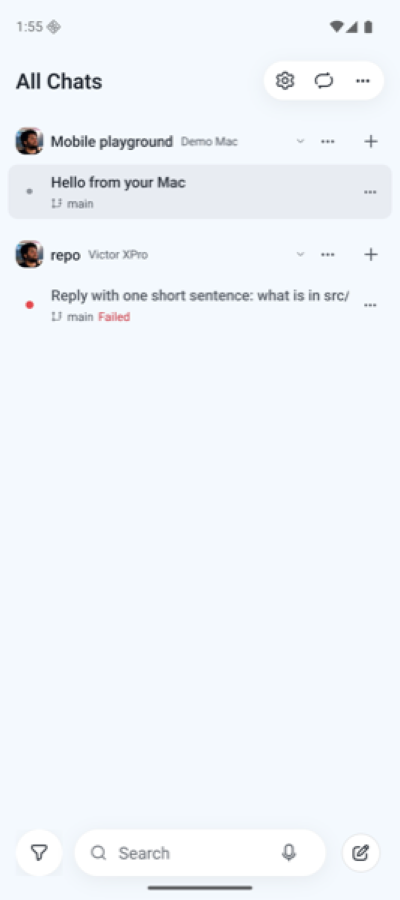 1:55
All Chats
Mobile playground Demo Mac
Hello from your Mac
main
repo Victor XPro
Reply with one short sentence: what is in src/
main Failed
Search